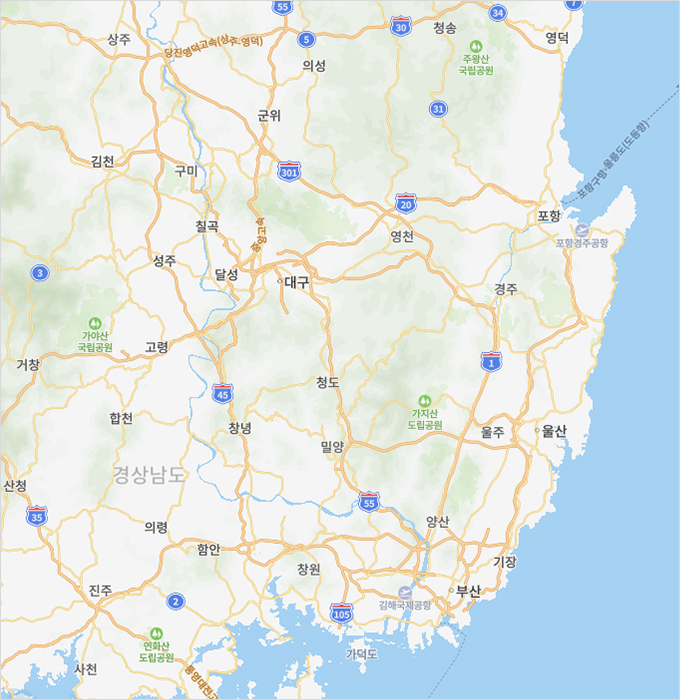 55
34
7
30
상주
5
청송
영덕
당진영덕고속(상주-영덕)
의성
주왕산
국립공원
31
군위
포항구항-울릉도(도동항)
김천
구미
301
20
칠곡
중앙고속
포항
영천
포항경주공항
성주
3
달성
대구
경주
가야산
국립공원
고령
거창
1
청도
45
가지산
도립공원
합천
창녕
울주
울산
밀양
경상남도
산청
55
35
양산
의령
함안
기장
창원
진주
부산
김해국제공항
2
105
연화산
도립공원
가덕도
사천
통영대전고